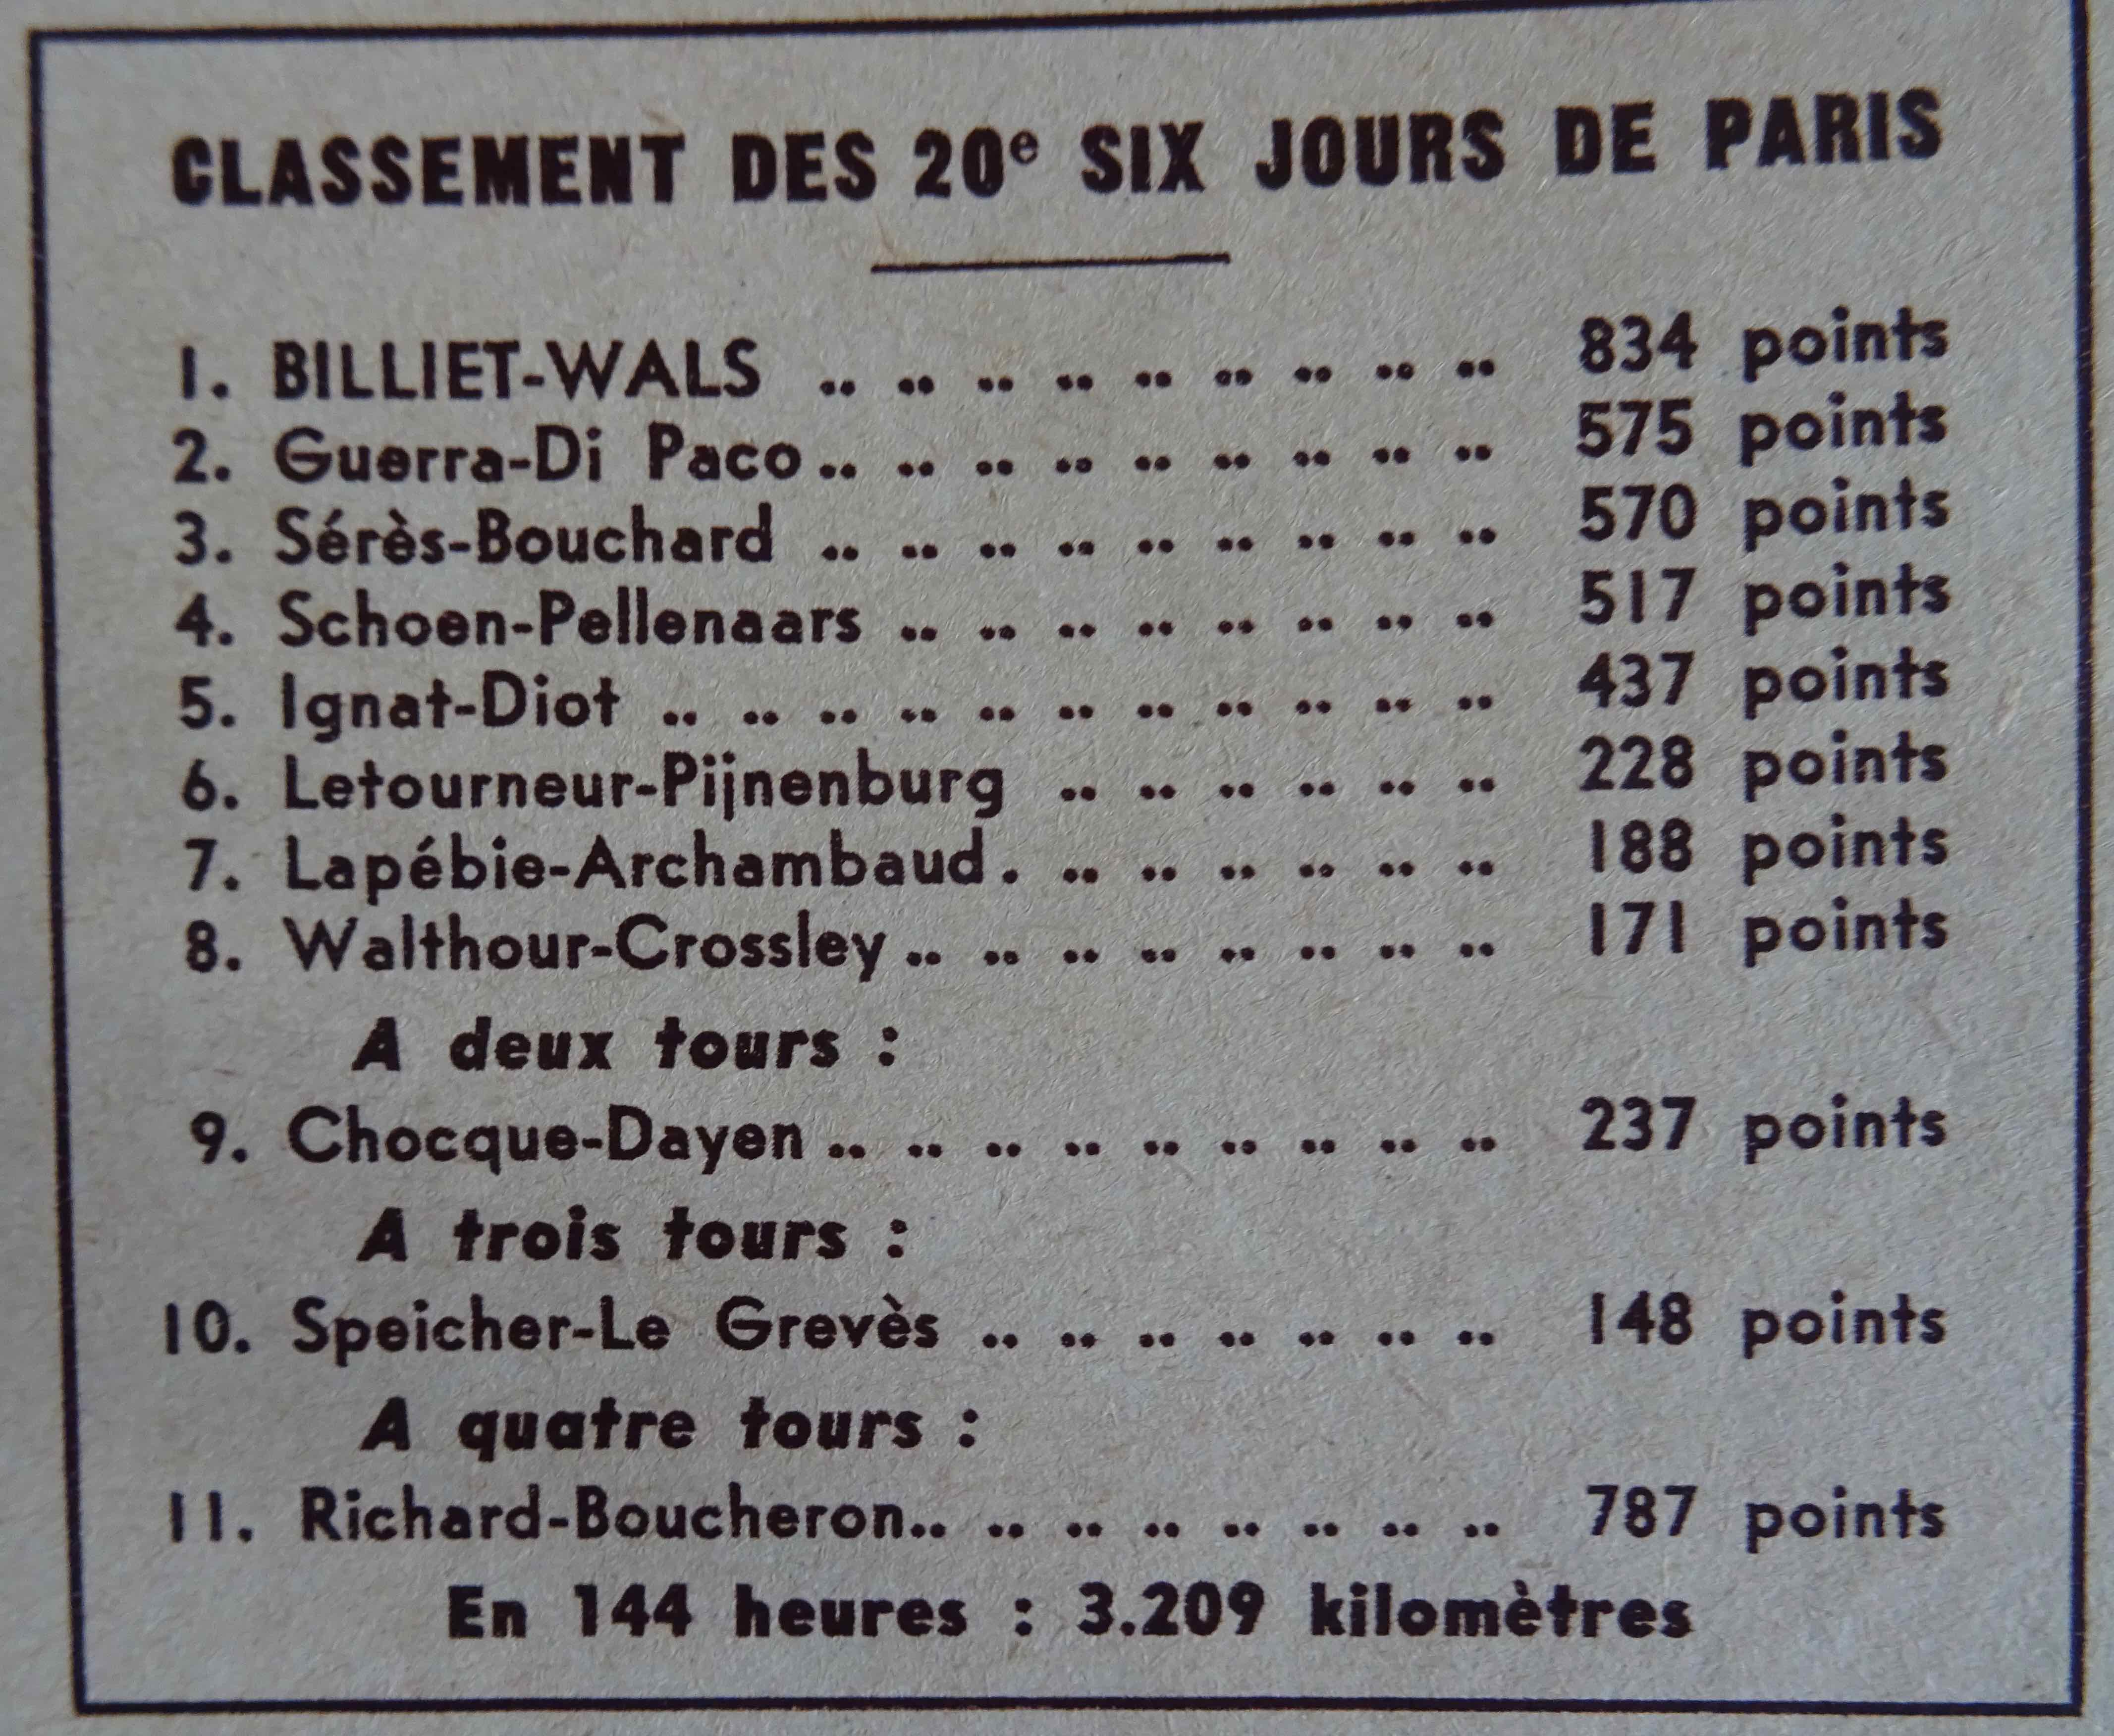 CLASSEMENT DES 20e SIX JOURS DE PARIS
1. BILLIET-WALS .. .. .. .. .. .. .. .. .. 834 points
2. Guerra-Di Paco .. .. .. .. .. .. .. .. .. 575 points
3. Sérès-Bouchard .. .. .. .. .. .. .. .. .. 570 points
4. Schoen-Pellenaars .. .. .. .. .. .. .. .. 517 points
5. Ignat-Diot .. .. .. .. .. .. .. .. .. .. .. 437 points
6. Letourneur-Pijnenburg .. .. .. .. .. .. 228 points
7. Lapébie-Archambaud. .. .. .. .. .. .. 188 points
8. Walthour-Crossley .. .. .. .. .. .. .. .. 171 points
A deux tours :
9. Chocque-Dayen .. .. .. .. .. .. .. .. .. 237 points
A trois tours :
10. Speicher-Le Grevès .. .. .. .. .. .. .. 148 points
A quatre tours :
11. Richard-Boucheron.. .. .. .. .. .. .. .. 787 points
En 144 heures : 3.209 kilomètres